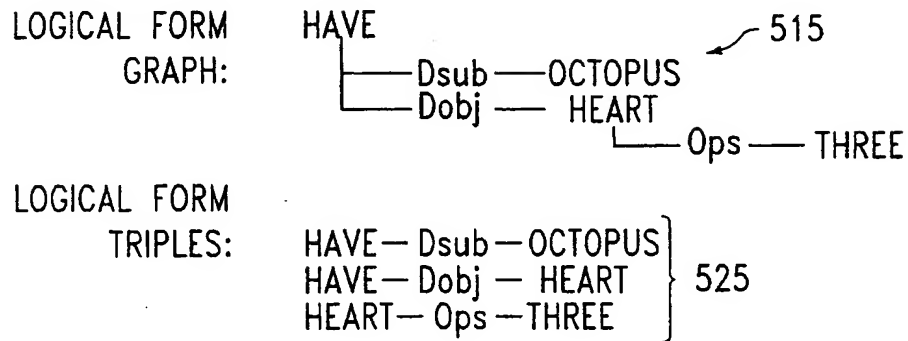 LOGICAL FORM HAVE 515
GRAPH: Dsub OCTOPUS
Dobj HEART
Ops THREE
LOGICAL FORM
TRIPLES: HAVE — Dsub — OCTOPUS
HAVE — Dobj — HEART 525
HEART — Ops — THREE